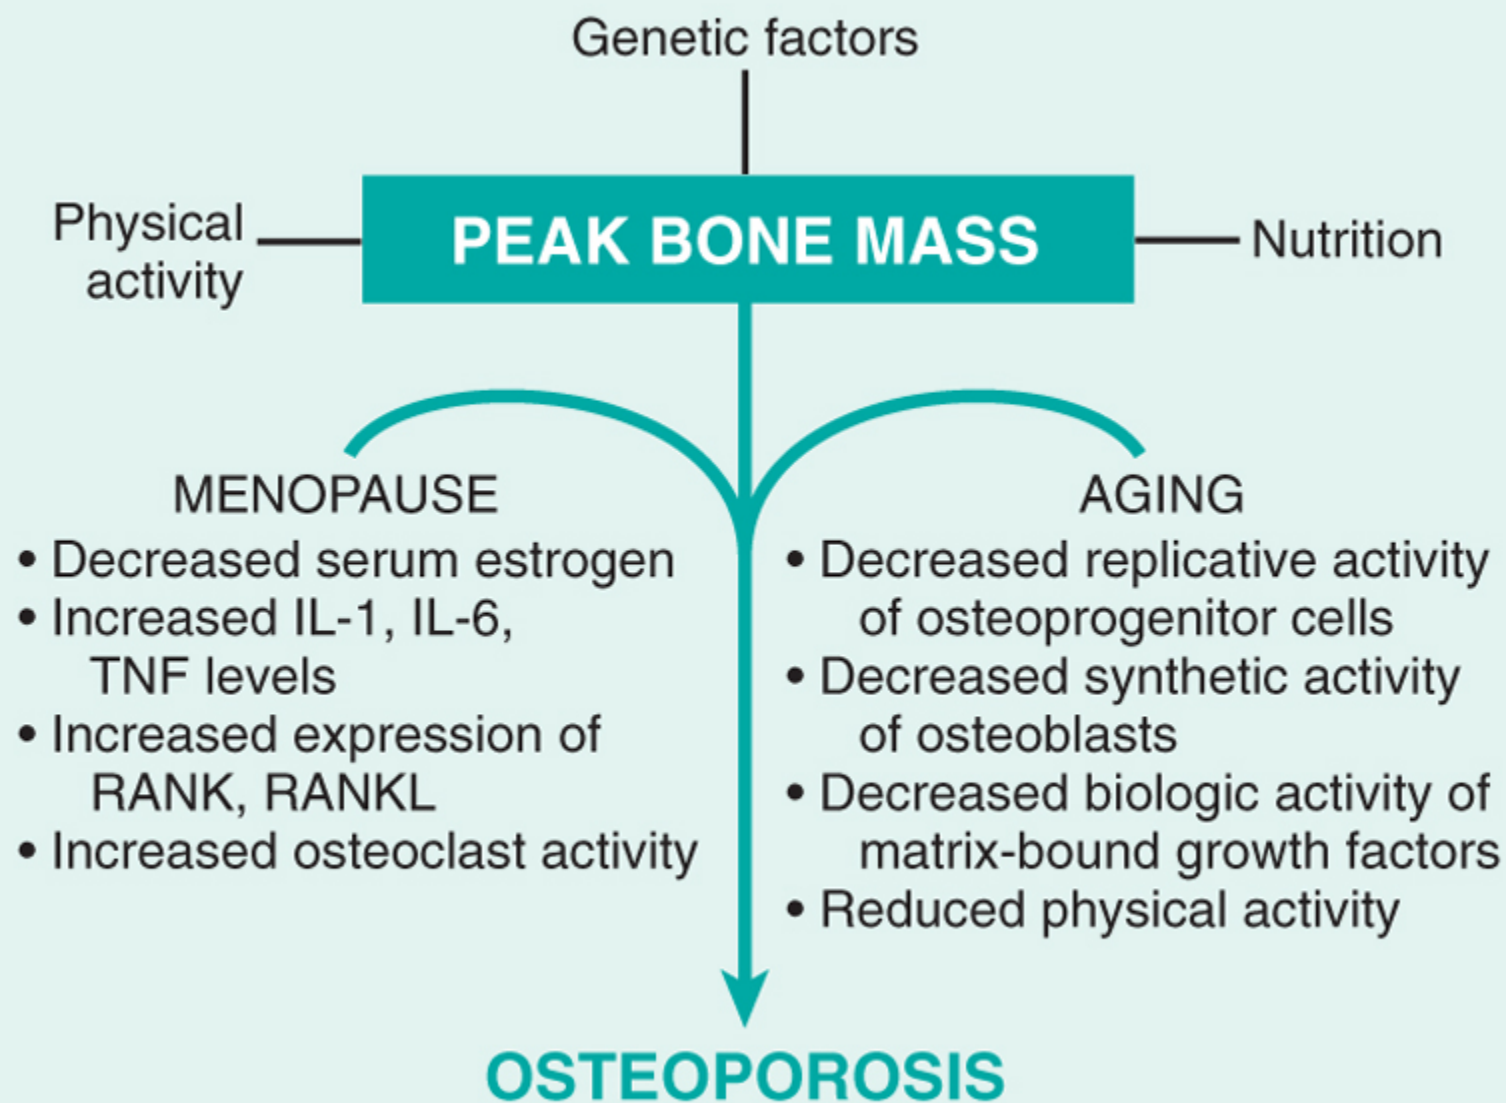 Genetic factors
Physical
activity
PEAK BONE MASS
Nutrition
MENOPAUSE
• Decreased serum estrogen
• Increased IL-1, IL-6,
TNF levels
• Increased expression of
RANK, RANKL
• Increased osteoclast activity
AGING
• Decreased replicative activity
of osteoprogenitor cells
• Decreased synthetic activity
of osteoblasts
• Decreased biologic activity of
matrix-bound growth factors
• Reduced physical activity
OSTEOPOROSIS